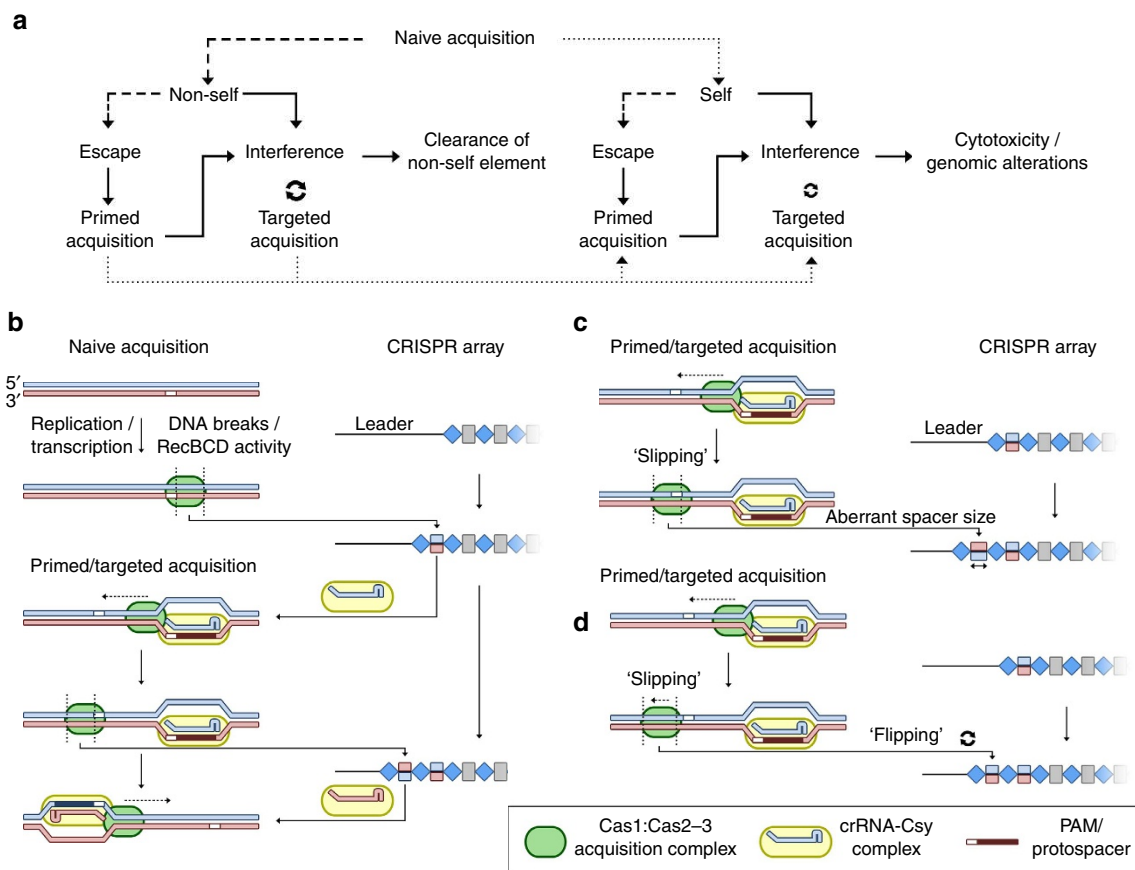 a
Naive acquisition
Non-self
Self
Escape
Interference
Clearance of
non-self element
Escape
Interference
Cytotoxicity /
genomic alterations
Primed
acquisition
Targeted
acquisition
Primed
acquisition
Targeted
acquisition
b
Naive acquisition
CRISPR array
5′
3′
Replication /
transcription
DNA breaks /
RecBCD activity
Leader
Primed/targeted acquisition
c
Primed/targeted acquisition
CRISPR array
Leader
‘Slipping’
Aberrant spacer size
Primed/targeted acquisition
d
‘Slipping’
‘Flipping’
Cas1:Cas2–3
acquisition complex
crRNA-Csy
complex
PAM/
protospacer